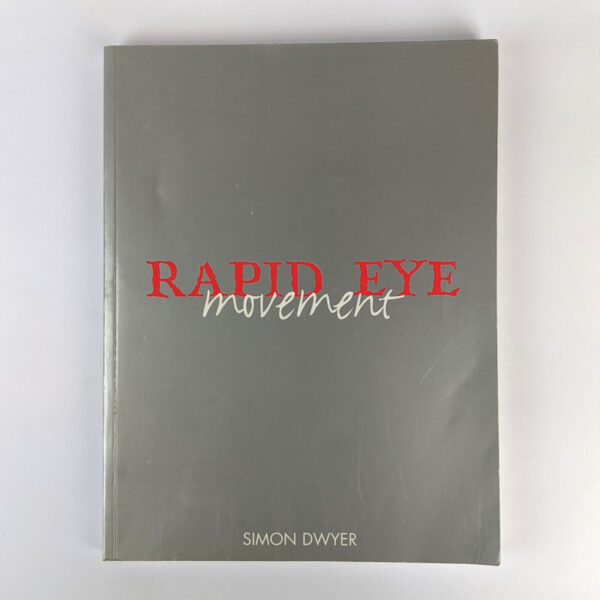 RAPID EYE
movement
SIMON DWYER